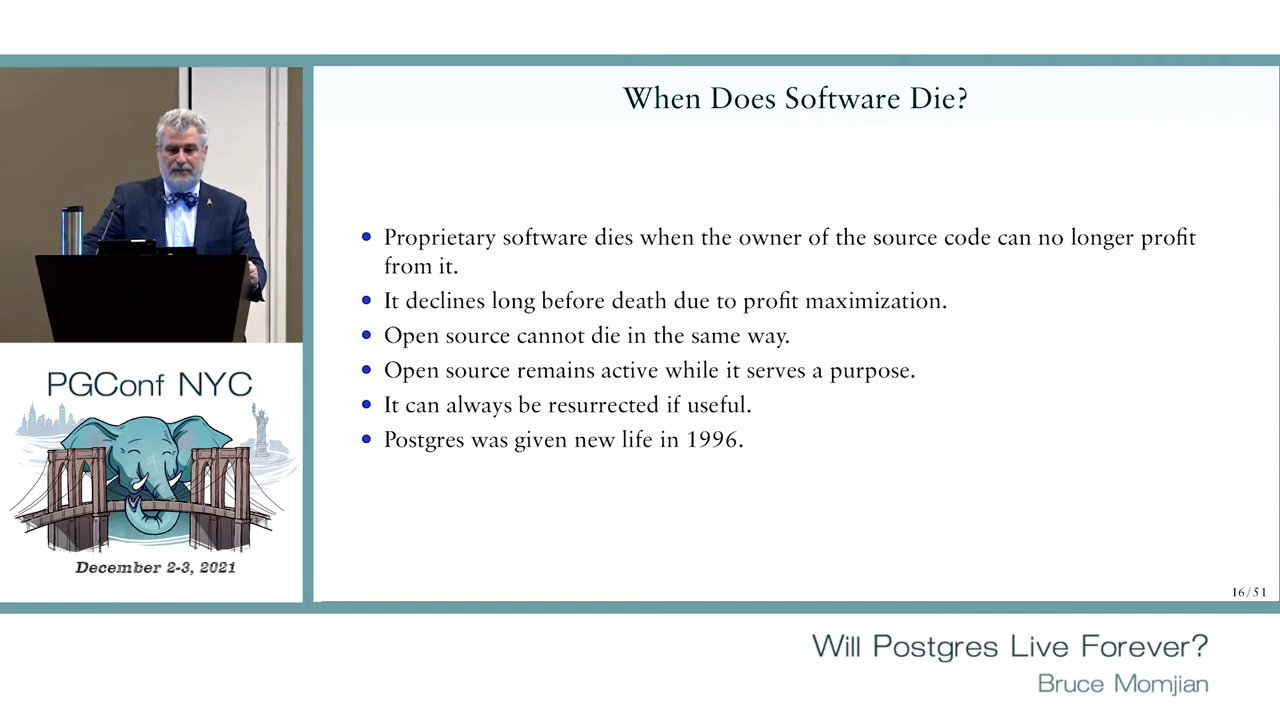 When Does Software Die?
• Proprietary software dies when the owner of the source code can no longer profit
from it.
• It declines long before death due to profit maximization.
• Open source cannot die in the same way.
• Open source remains active while it serves a purpose.
• It can always be resurrected if useful.
• Postgres was given new life in 1996.
16/51
PGConf NYC
December 2-3, 2021
Will Postgres Live Forever?
Bruce Momjian